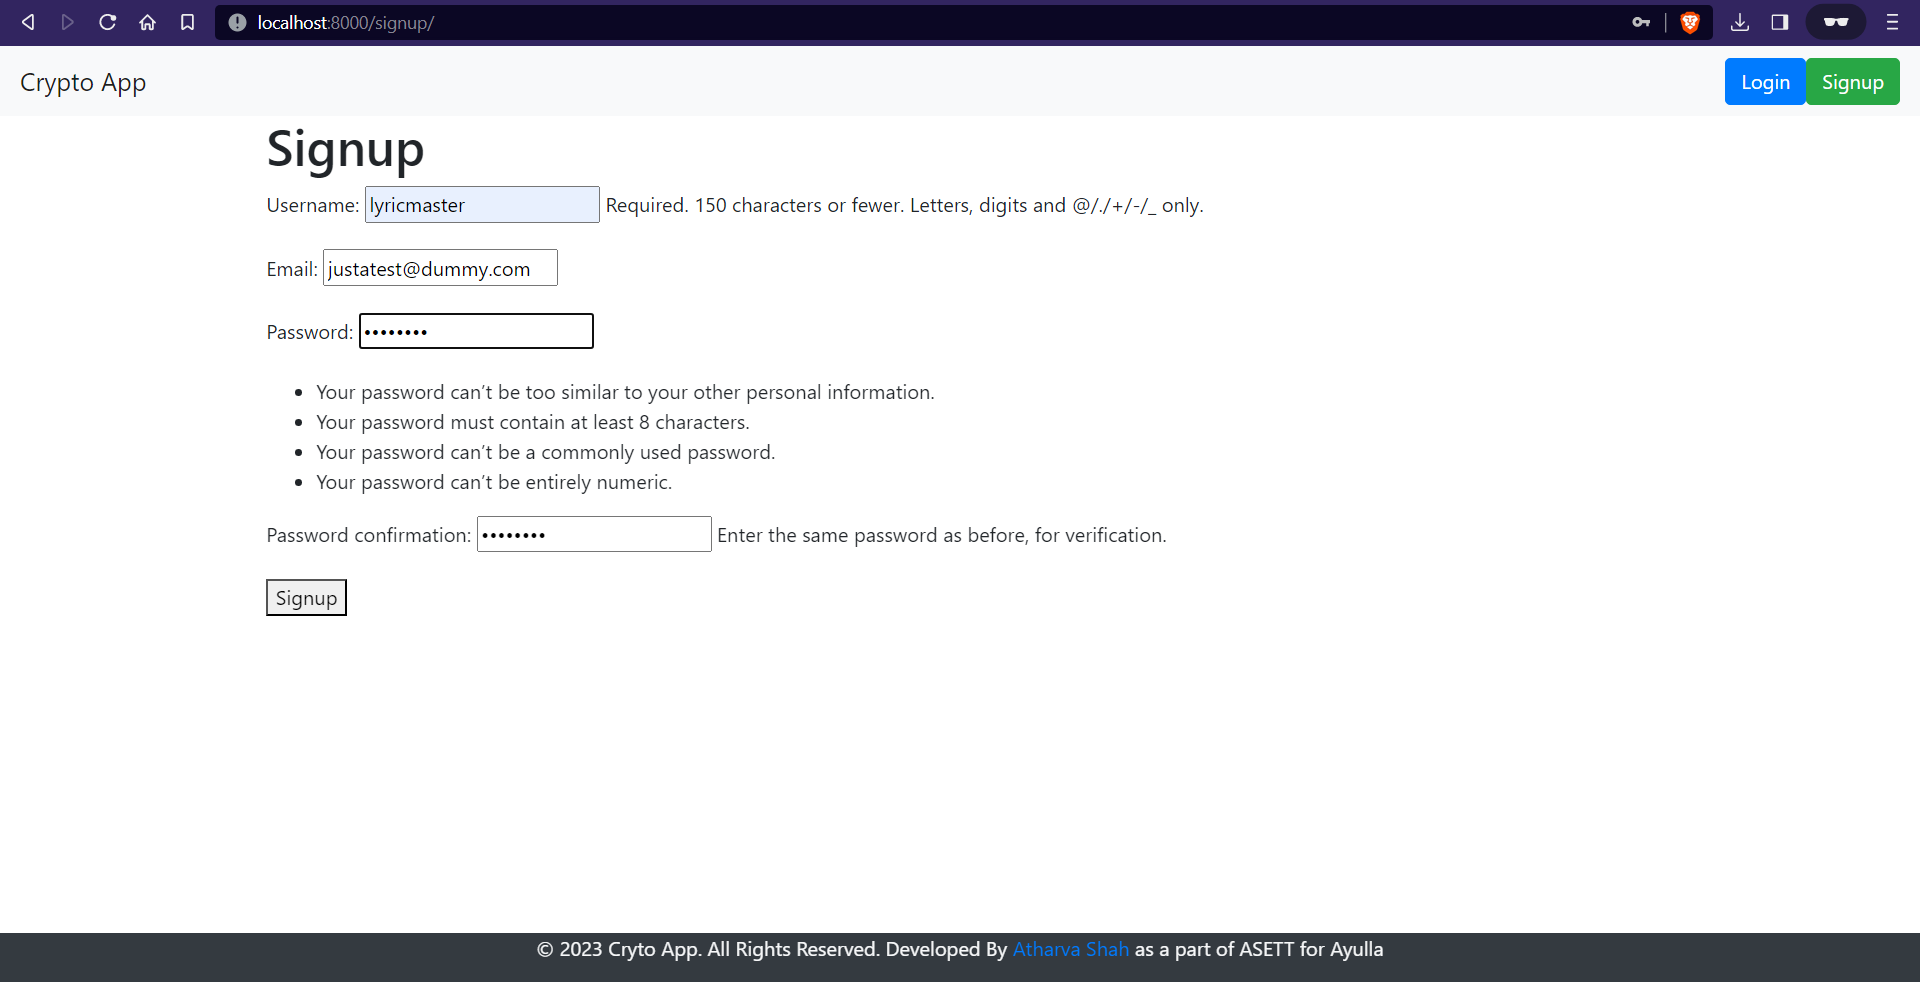 localhost:8000/signup/
Crypto App
Login Signup
Signup
Username: lyricmaster Required. 150 characters or fewer. Letters, digits and @/./+/-/_ only.
Email: justatest@dummy.com
Password: ••••••••
• Your password can’t be too similar to your other personal information.
• Your password must contain at least 8 characters.
• Your password can’t be a commonly used password.
• Your password can’t be entirely numeric.
Password confirmation: •••••••• Enter the same password as before, for verification.
Signup
© 2023 Cryto App. All Rights Reserved. Developed By Atharva Shah as a part of ASETT for Ayulla